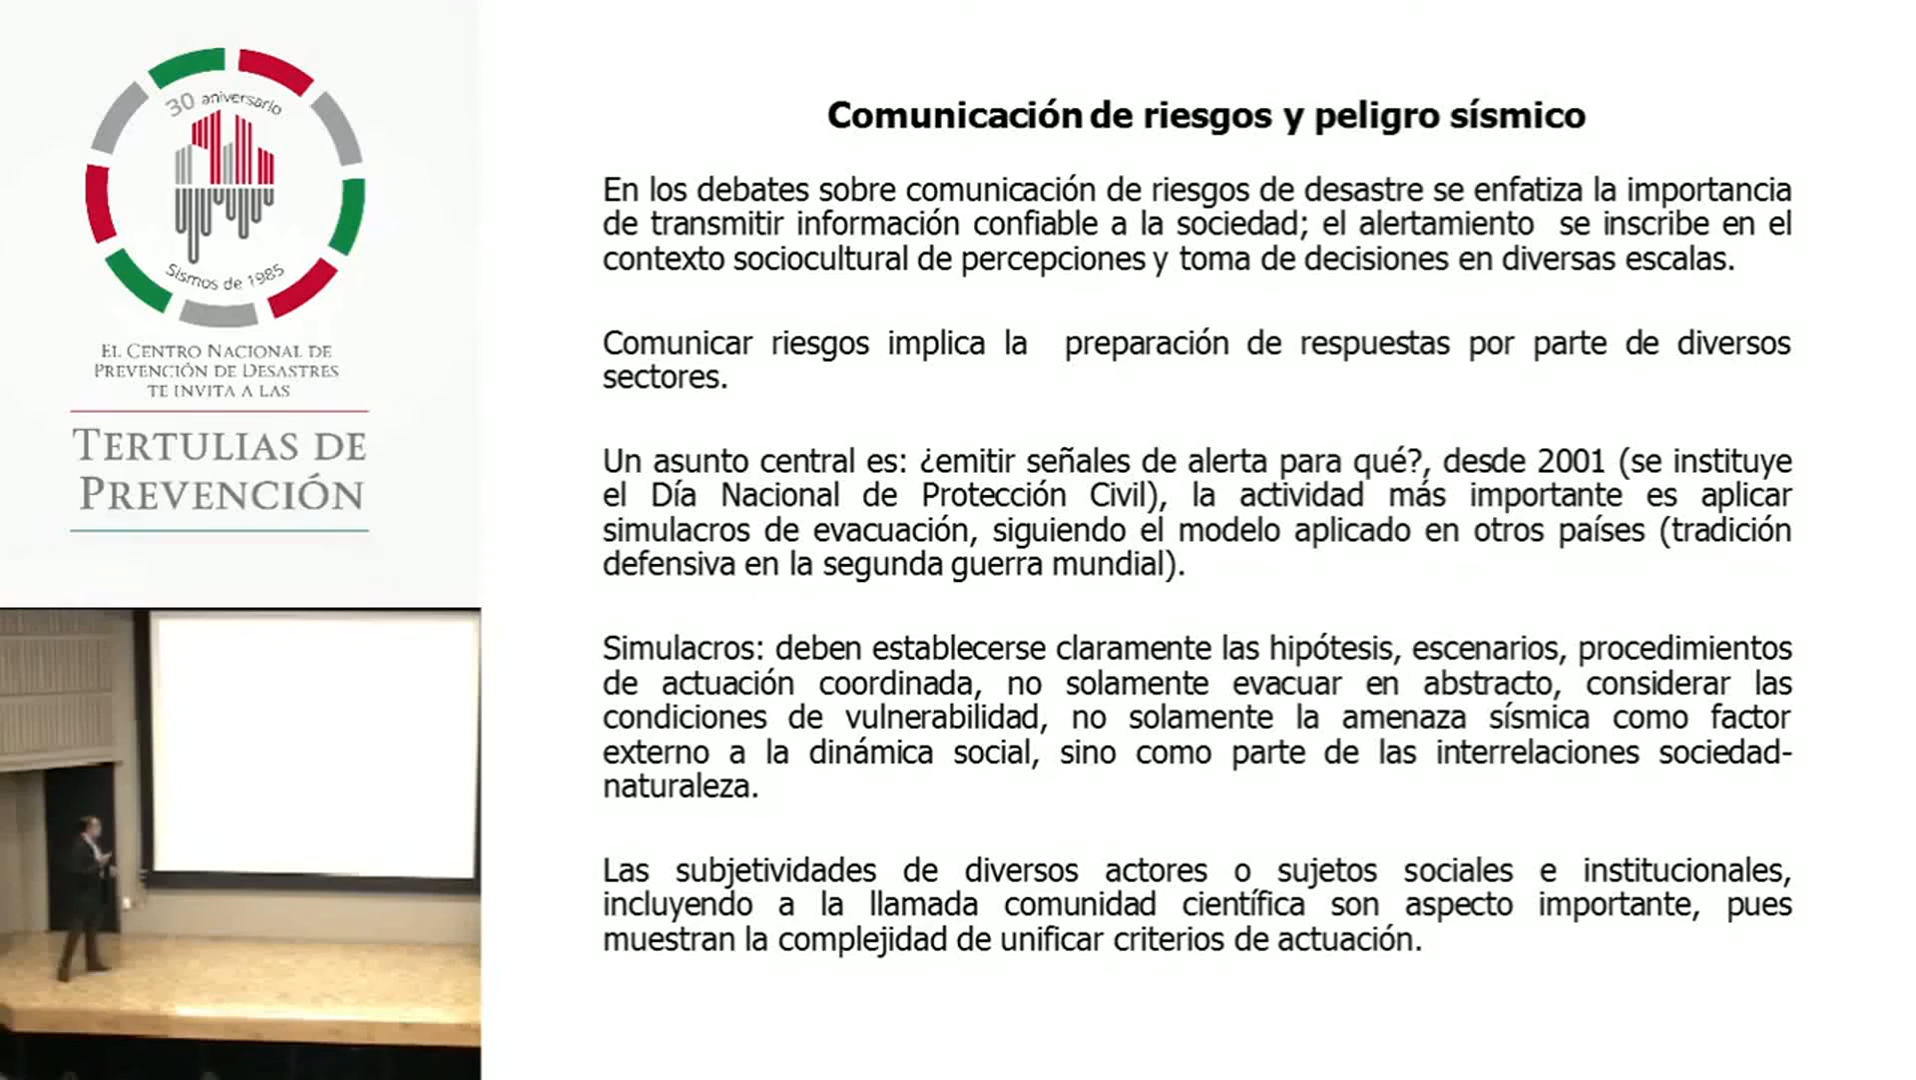 30 aniversario
Sismos de 1985
El Centro Nacional de
Prevención de Desastres
te invita a las
Tertulias de
Prevención
Comunicación de riesgos y peligro sísmico
En los debates sobre comunicación de riesgos de desastre se enfatiza la importancia
de transmitir información confiable a la sociedad; el alertamiento se inscribe en el
contexto sociocultural de percepciones y toma de decisiones en diversas escalas.
Comunicar riesgos implica la preparación de respuestas por parte de diversos
sectores.
Un asunto central es: ¿emitir señales de alerta para qué?, desde 2001 (se instituye
el Día Nacional de Protección Civil), la actividad más importante es aplicar
simulacros de evacuación, siguiendo el modelo aplicado en otros países (tradición
defensiva en la segunda guerra mundial).
Simulacros: deben establecerse claramente las hipótesis, escenarios, procedimientos
de actuación coordinada, no solamente evacuar en abstracto, considerar las
condiciones de vulnerabilidad, no solamente la amenaza sísmica como factor
externo a la dinámica social, sino como parte de las interrelaciones sociedad-
naturaleza.
Las subjetividades de diversos actores o sujetos sociales e institucionales,
incluyendo a la llamada comunidad científica son aspecto importante, pues
muestran la complejidad de unificar criterios de actuación.